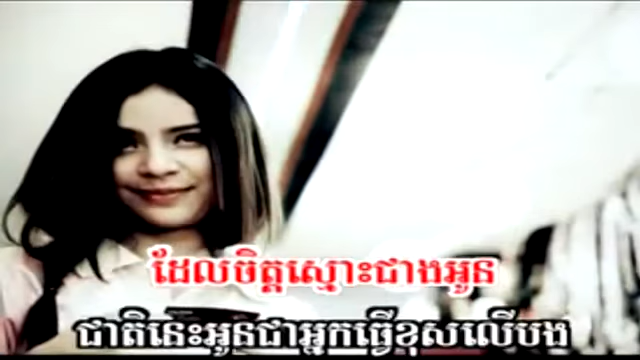 ដែលចិត្តស្មោះជាងអូន
ជាតិនេះអូនជាអ្នកធ្វើខុសលើបង